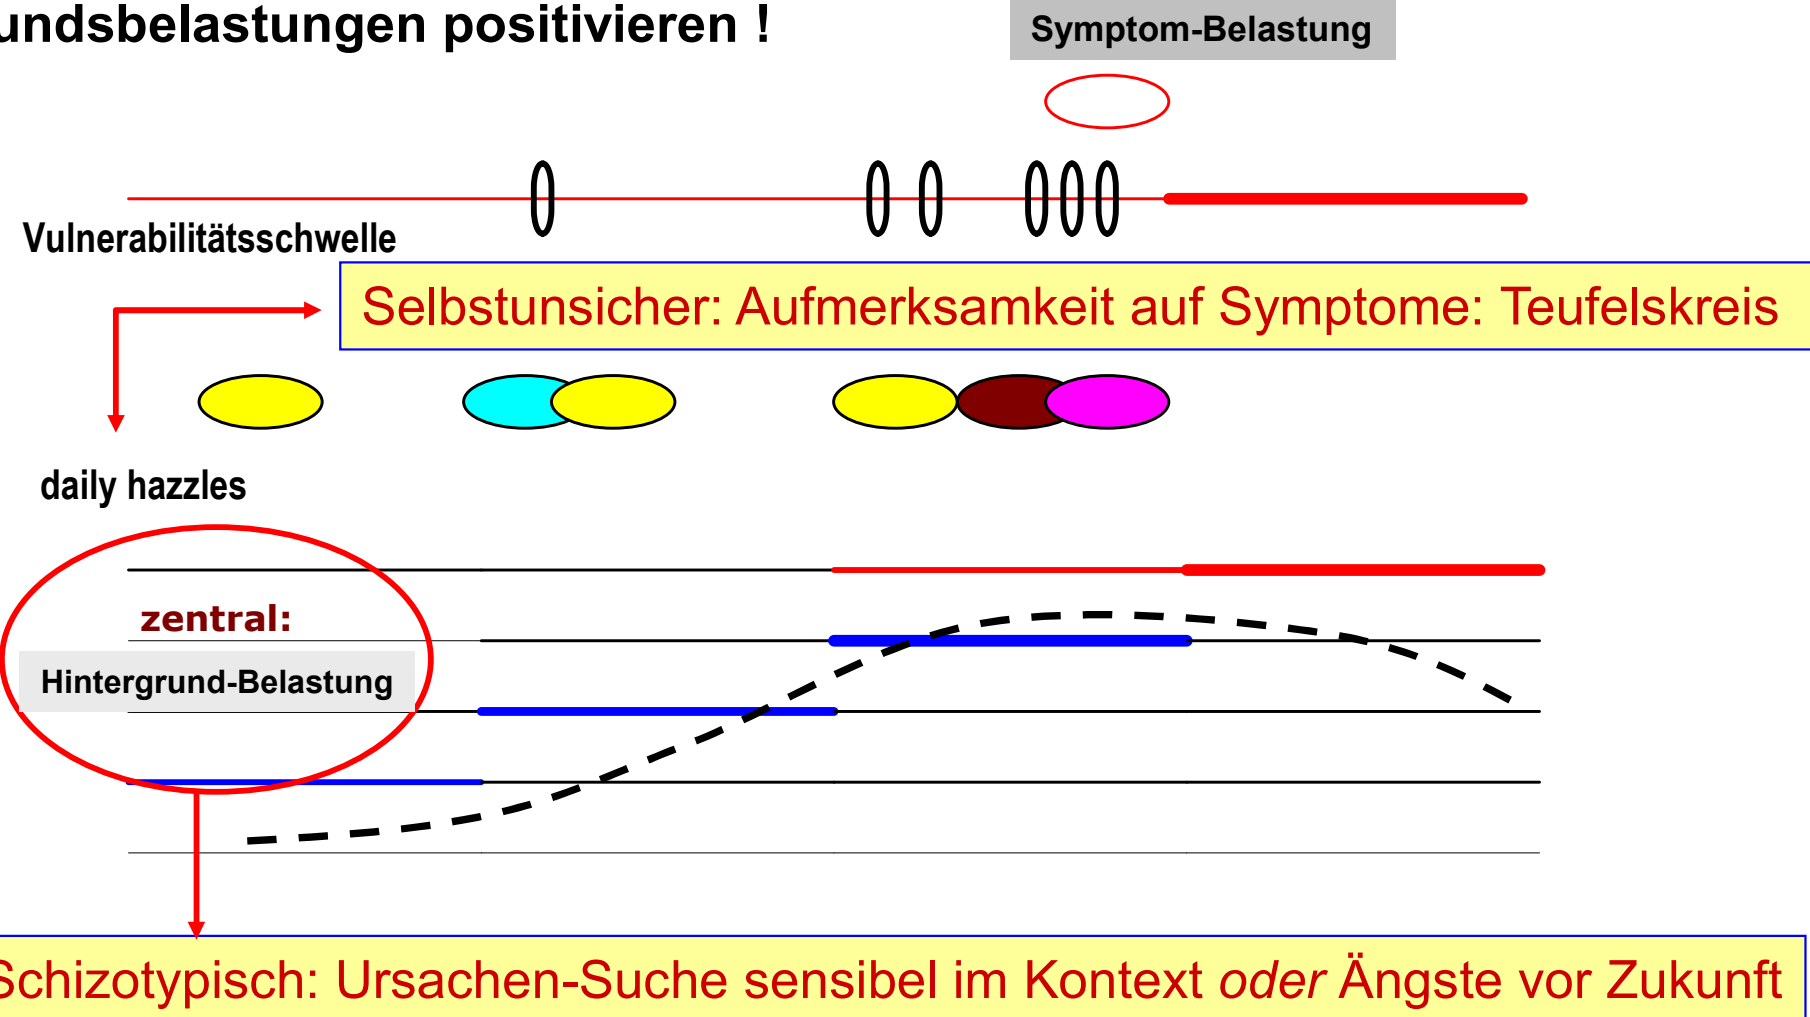 undsbelastungen positivieren !
Symptom-Belastung
Vulnerabilitätsschwelle
Selbstunsicher: Aufmerksamkeit auf Symptome: Teufelskreis
daily hazzles
zentral:
Hintergrund-Belastung
Schizotypisch: Ursachen-Suche sensibel im Kontext oder Ängste vor Zukunft